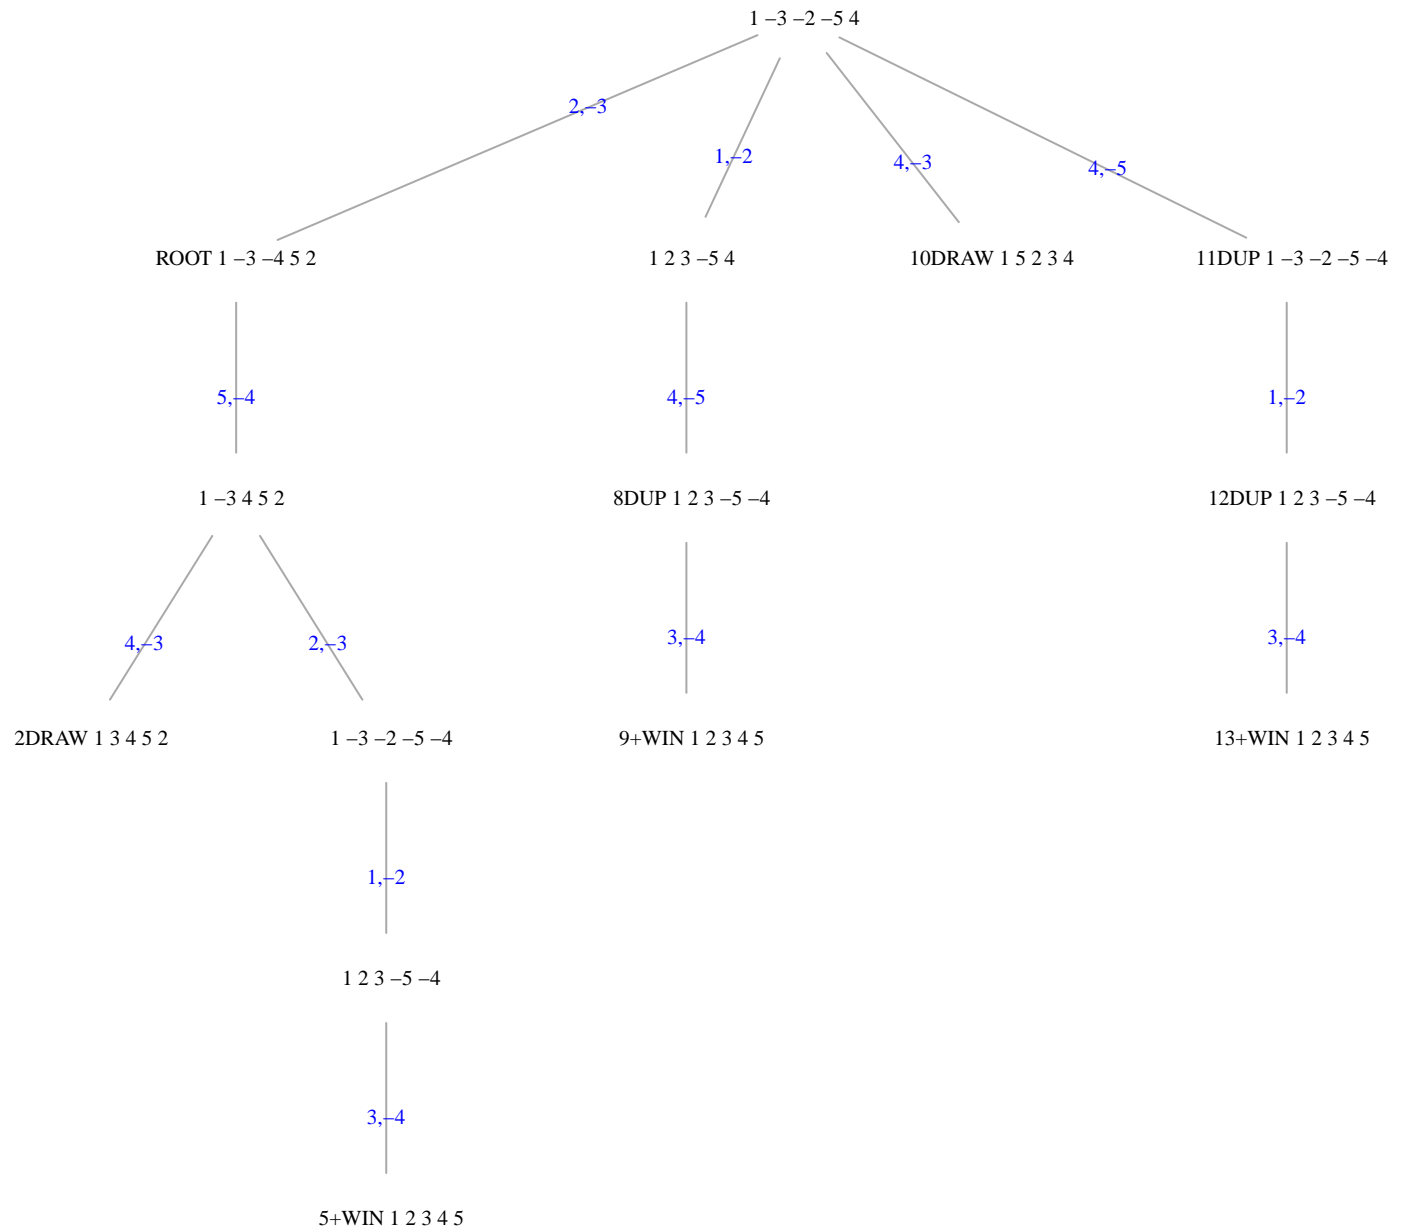 1 –3 –2 –5 4
2,–3
1,–2
4,–3
4,–5
ROOT 1 –3 –4 5 2
1 2 3 –5 4
10DRAW 1 5 2 3 4
11DUP 1 –3 –2 –5 –4
5,–4
4,–5
1,–2
1 –3 4 5 2
8DUP 1 2 3 –5 –4
12DUP 1 2 3 –5 –4
4,–3
2,–3
3,–4
3,–4
2DRAW 1 3 4 5 2
1 –3 –2 –5 –4
9+WIN 1 2 3 4 5
13+WIN 1 2 3 4 5
1,–2
1 2 3 –5 –4
3,–4
5+WIN 1 2 3 4 5